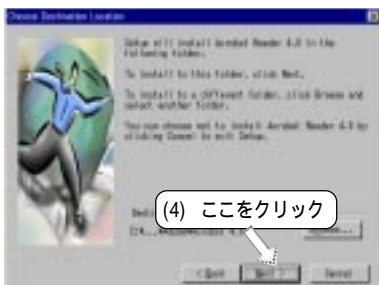 Choose Destination Location
Setup will install Acrobat Reader 4.0 in the
following folder.
To install to this folder, click Next.
To install to a different folder, click Browse and
select another folder.
You can choose not to install Acrobat Reader 4.0 by
clicking Cancel to exit Setup.
(4) ここをクリック
< Back
Next >
Cancel